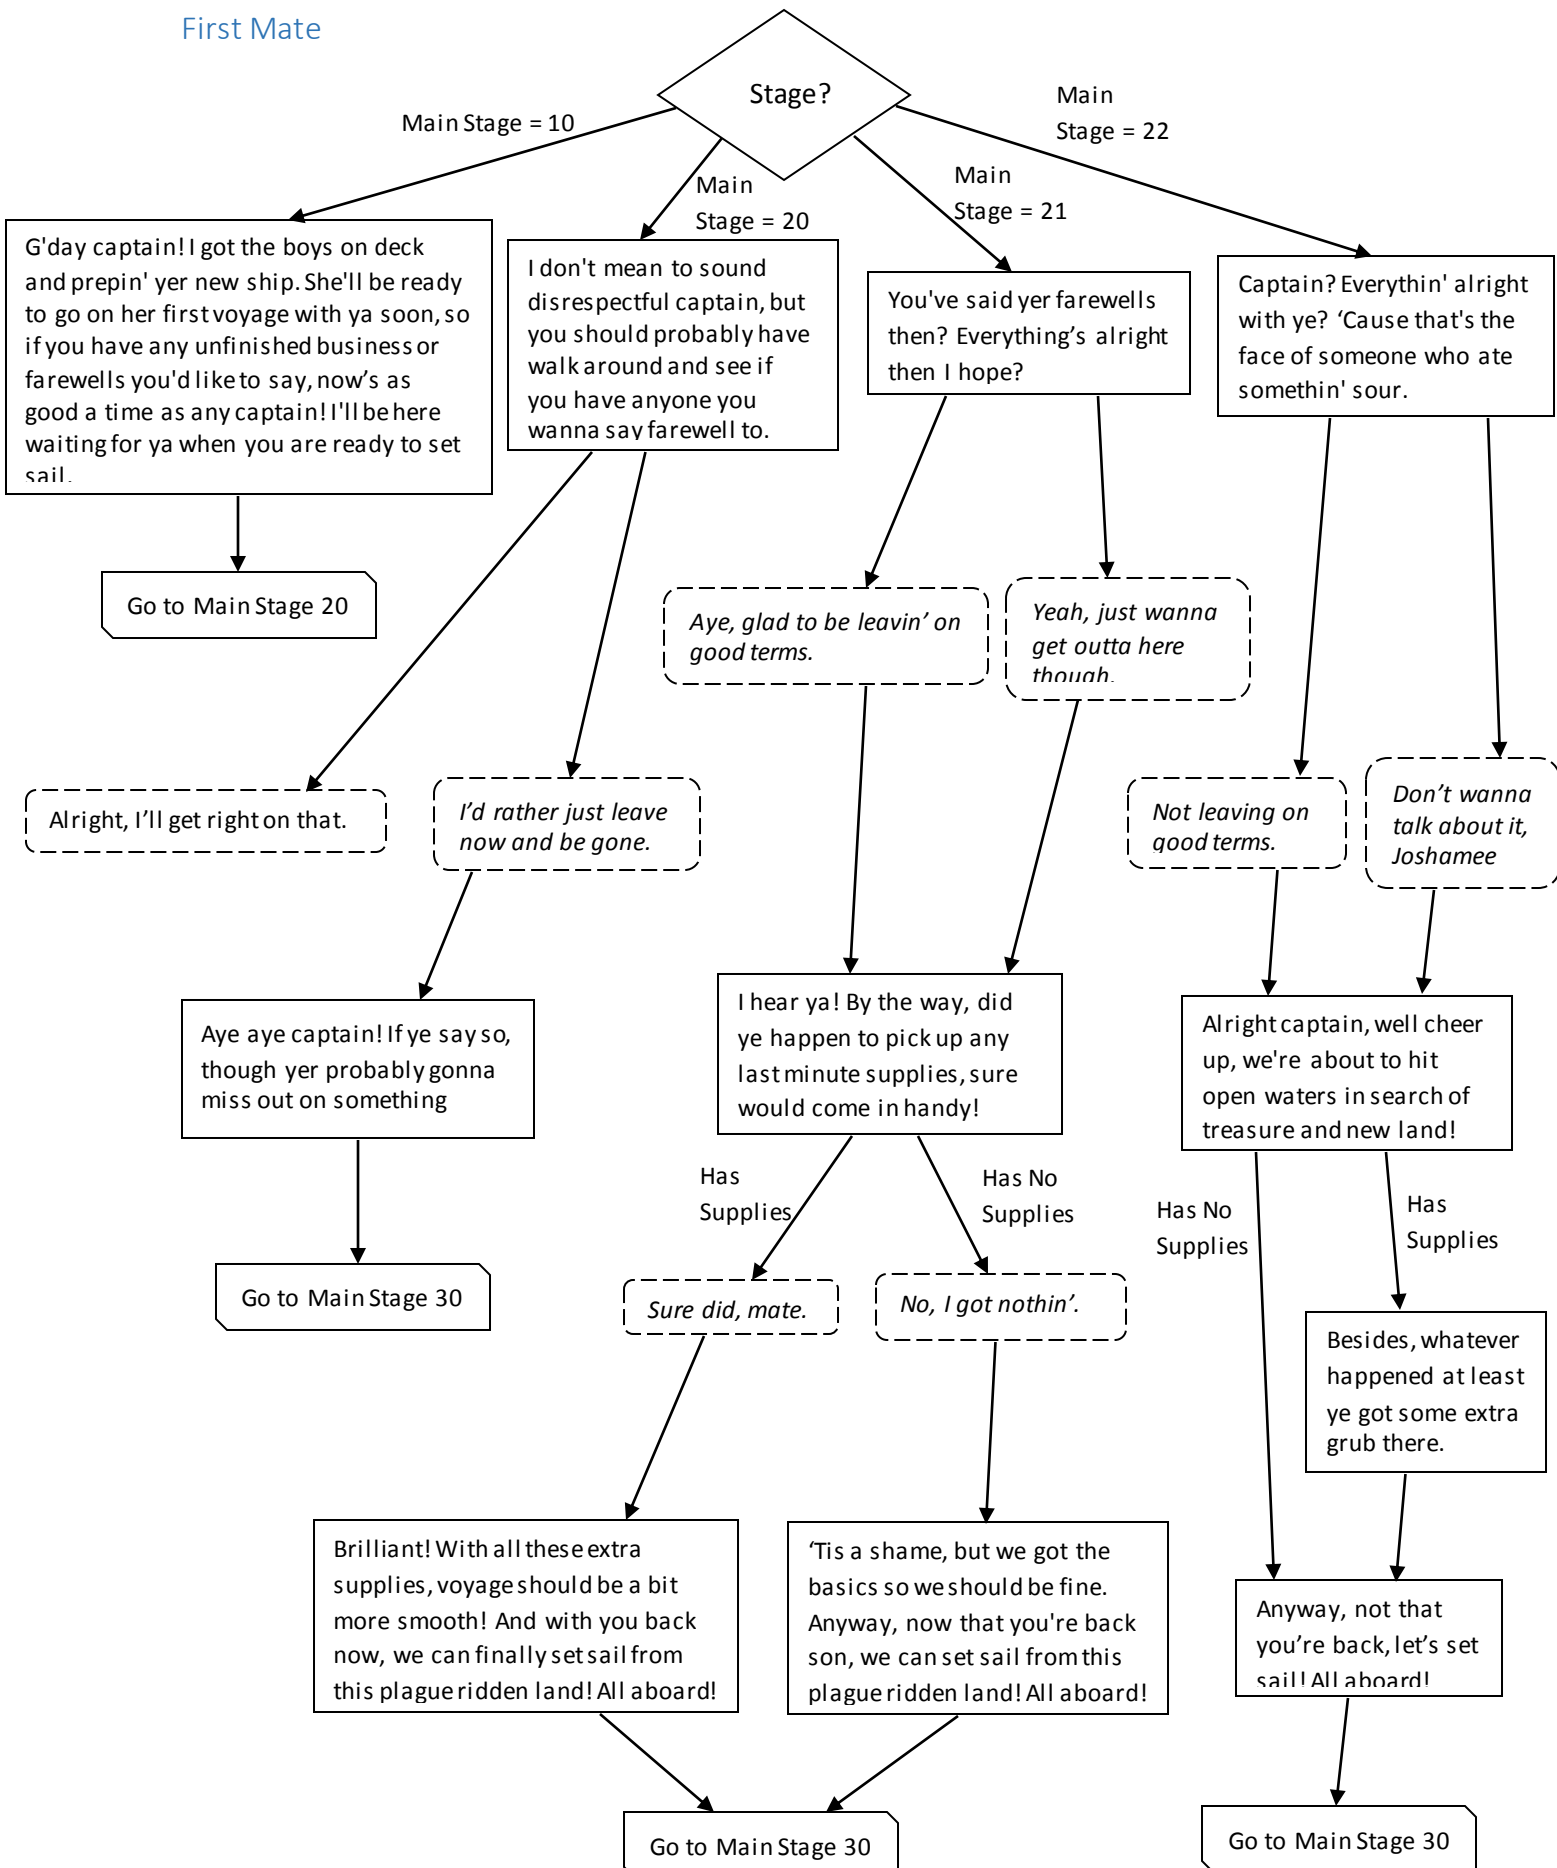 First Mate
Stage?
Main Stage = 10
Main
Stage = 20
Main
Stage = 21
Main
Stage = 22
G'day captain! I got the boys on deck
and prepin' yer new ship. She'll be ready
to go on her first voyage with ya soon, so
if you have any unfinished business or
farewells you'd like to say, now's as
good a time as any captain! I'll be here
waiting for ya when you are ready to set
sail.
Go to Main Stage 20
I don't mean to sound
disrespectful captain, but
you should probably have
walk around and see if
you have anyone you
wanna say farewell to.
Alright, I’ll get right on that.
I’d rather just leave
now and be gone.
Aye aye captain! If ye say so,
though yer probably gonna
miss out on something
Go to Main Stage 30
You've said yer farewells
then? Everything’s alright
then I hope?
Aye, glad to be leavin’ on
good terms.
Yeah, just wanna
get outta here
though.
I hear ya! By the way, did
ye happen to pick up any
last minute supplies, sure
would come in handy!
Has
Supplies
Has No
Supplies
Sure did, mate.
No, I got nothin’.
Brilliant! With all these extra
supplies, voyage should be a bit
more smooth! And with you back
now, we can finally set sail from
this plague ridden land! All aboard!
‘Tis a shame, but we got the
basics so we should be fine.
Anyway, now that you're back
son, we can set sail from this
plague ridden land! All aboard!
Go to Main Stage 30
Captain? Everythin' alright
with ye? ‘Cause that's the
face of someone who ate
somethin' sour.
Not leaving on
good terms.
Don’t wanna
talk about it,
Joshamee
Alright captain, well cheer
up, we're about to hit
open waters in search of
treasure and new land!
Has No
Supplies
Has
Supplies
Besides, whatever
happened at least
ye got some extra
grub there.
Anyway, not that
you’re back, let’s set
sail! All aboard!
Go to Main Stage 30